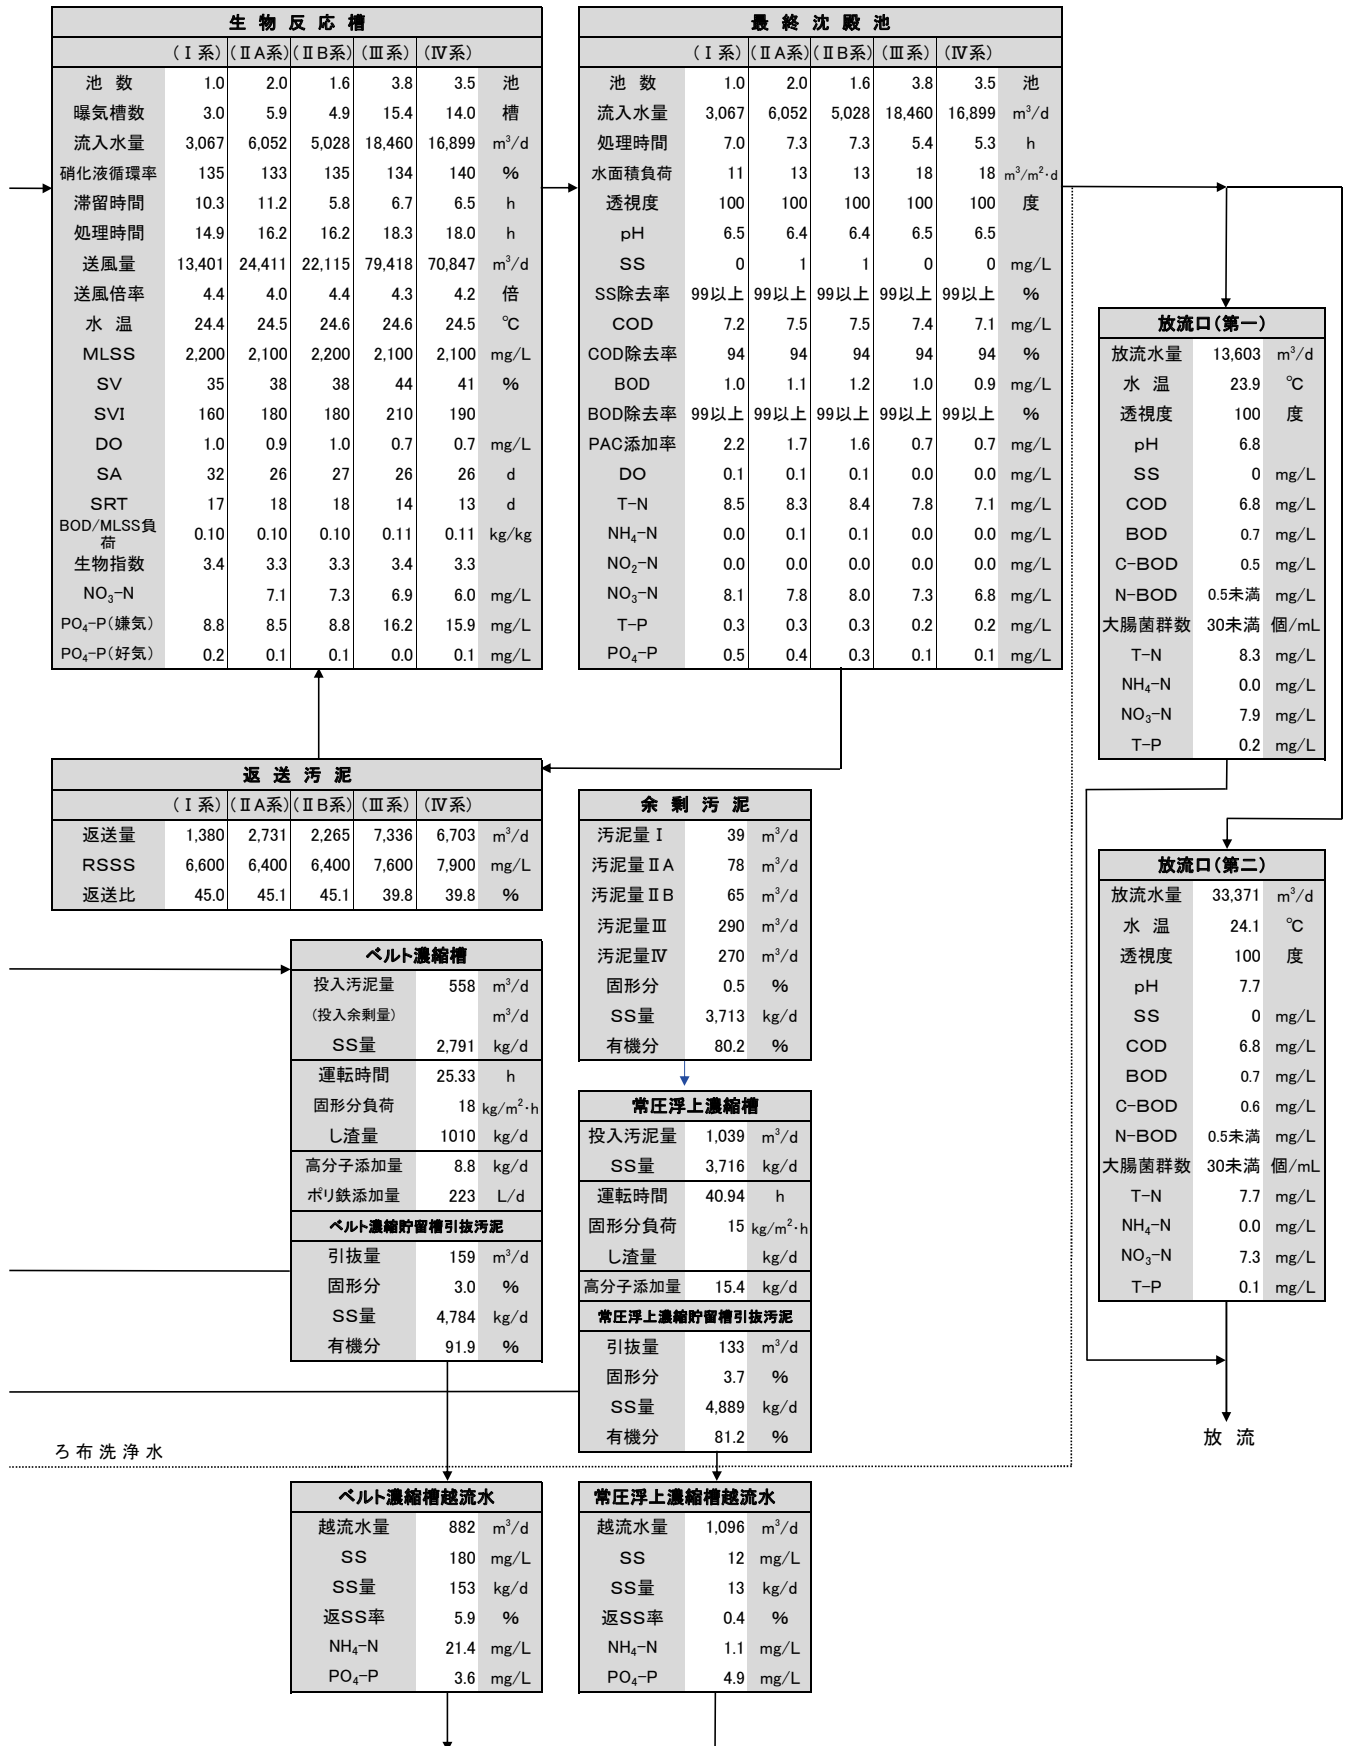 生物反応槽
(Ⅰ系) (ⅡA系) (ⅡB系) (Ⅲ系) (Ⅳ系)
池数 1.0 2.0 1.6 3.8 3.5 池
曝気槽数 3.0 5.9 4.9 15.4 14.0 槽
流入水量 3,067 6,052 5,028 18,460 16,899 m³/d
硝化液循環率 135 133 135 134 140 %
滞留時間 10.3 11.2 5.8 6.7 6.5 h
処理時間 14.9 16.2 16.2 18.3 18.0 h
送風量 13,401 24,411 22,115 79,418 70,847 m³/d
送風倍率 4.4 4.0 4.4 4.3 4.2 倍
水温 24.4 24.5 24.6 24.6 24.5 ℃
MLSS 2,200 2,100 2,200 2,100 2,100 mg/L
SV 35 38 38 44 41 %
SVI 160 180 180 210 190
DO 1.0 0.9 1.0 0.7 0.7 mg/L
SA 32 26 27 26 26 d
SRT 17 18 18 14 13 d
BOD/MLSS負荷 0.10 0.10 0.10 0.11 0.11 kg/kg
生物指数 3.4 3.3 3.3 3.4 3.3
NO₃-N 7.1 7.3 6.9 6.0 mg/L
PO₄-P(嫌気) 8.8 8.5 8.8 16.2 15.9 mg/L
PO₄-P(好気) 0.2 0.1 0.1 0.0 0.1 mg/L
最終沈殿池
(Ⅰ系) (ⅡA系) (ⅡB系) (Ⅲ系) (Ⅳ系)
池数 1.0 2.0 1.6 3.8 3.5 池
流入水量 3,067 6,052 5,028 18,460 16,899 m³/d
処理時間 7.0 7.3 7.3 5.4 5.3 h
水面積負荷 11 13 13 18 18 m³/m²·d
透視度 100 100 100 100 100 度
pH 6.5 6.4 6.4 6.5 6.5
SS 0 1 1 0 0 mg/L
SS除去率 99以上 99以上 99以上 99以上 99以上 %
COD 7.2 7.5 7.5 7.4 7.1 mg/L
COD除去率 94 94 94 94 94 %
BOD 1.0 1.1 1.2 1.0 0.9 mg/L
BOD除去率 99以上 99以上 99以上 99以上 99以上 %
PAC添加率 2.2 1.7 1.6 0.7 0.7 mg/L
DO 0.1 0.1 0.1 0.0 0.0 mg/L
T-N 8.5 8.3 8.4 7.8 7.1 mg/L
NH₄-N 0.0 0.1 0.1 0.0 0.0 mg/L
NO₂-N 0.0 0.0 0.0 0.0 0.0 mg/L
NO₃-N 8.1 7.8 8.0 7.3 6.8 mg/L
T-P 0.3 0.3 0.3 0.2 0.2 mg/L
PO₄-P 0.5 0.4 0.3 0.1 0.1 mg/L
放流口(第一)
放流水量 13,603 m³/d
水温 23.9 ℃
透視度 100 度
pH 6.8
SS 0 mg/L
COD 6.8 mg/L
BOD 0.7 mg/L
C-BOD 0.5 mg/L
N-BOD 0.5未満 mg/L
大腸菌群数 30未満 個/mL
T-N 8.3 mg/L
NH₄-N 0.0 mg/L
NO₃-N 7.9 mg/L
T-P 0.2 mg/L
返送汚泥
(Ⅰ系) (ⅡA系) (ⅡB系) (Ⅲ系) (Ⅳ系)
返送量 1,380 2,731 2,265 7,336 6,703 m³/d
RSSS 6,600 6,400 6,400 7,600 7,900 mg/L
返送比 45.0 45.1 45.1 39.8 39.8 %
余剰汚泥
汚泥量Ⅰ 39 m³/d
汚泥量ⅡA 78 m³/d
汚泥量ⅡB 65 m³/d
汚泥量Ⅲ 290 m³/d
汚泥量Ⅳ 270 m³/d
固形分 0.5 %
SS量 3,713 kg/d
有機分 80.2 %
放流口(第二)
放流水量 33,371 m³/d
水温 24.1 ℃
透視度 100 度
pH 7.7
SS 0 mg/L
COD 6.8 mg/L
BOD 0.7 mg/L
C-BOD 0.6 mg/L
N-BOD 0.5未満 mg/L
大腸菌群数 30未満 個/mL
T-N 7.7 mg/L
NH₄-N 0.0 mg/L
NO₃-N 7.3 mg/L
T-P 0.1 mg/L
放流
ベルト濃縮槽
投入汚泥量 558 m³/d
(投入余剰量) m³/d
SS量 2,791 kg/d
運転時間 25.33 h
固形分負荷 18 kg/m²·h
し渣量 1010 kg/d
高分子添加量 8.8 kg/d
ポリ鉄添加量 223 L/d
ベルト濃縮貯留槽引抜汚泥
引抜量 159 m³/d
固形分 3.0 %
SS量 4,784 kg/d
有機分 91.9 %
常圧浮上濃縮槽
投入汚泥量 1,039 m³/d
SS量 3,716 kg/d
運転時間 40.94 h
固形分負荷 15 kg/m²·h
し渣量 kg/d
高分子添加量 15.4 kg/d
常圧浮上濃縮貯留槽引抜汚泥
引抜量 133 m³/d
固形分 3.7 %
SS量 4,889 kg/d
有機分 81.2 %
ろ布洗浄水
ベルト濃縮槽越流水
越流水量 882 m³/d
SS 180 mg/L
SS量 153 kg/d
返SS率 5.9 %
NH₄-N 21.4 mg/L
PO₄-P 3.6 mg/L
常圧浮上濃縮槽越流水
越流水量 1,096 m³/d
SS 12 mg/L
SS量 13 kg/d
返SS率 0.4 %
NH₄-N 1.1 mg/L
PO₄-P 4.9 mg/L